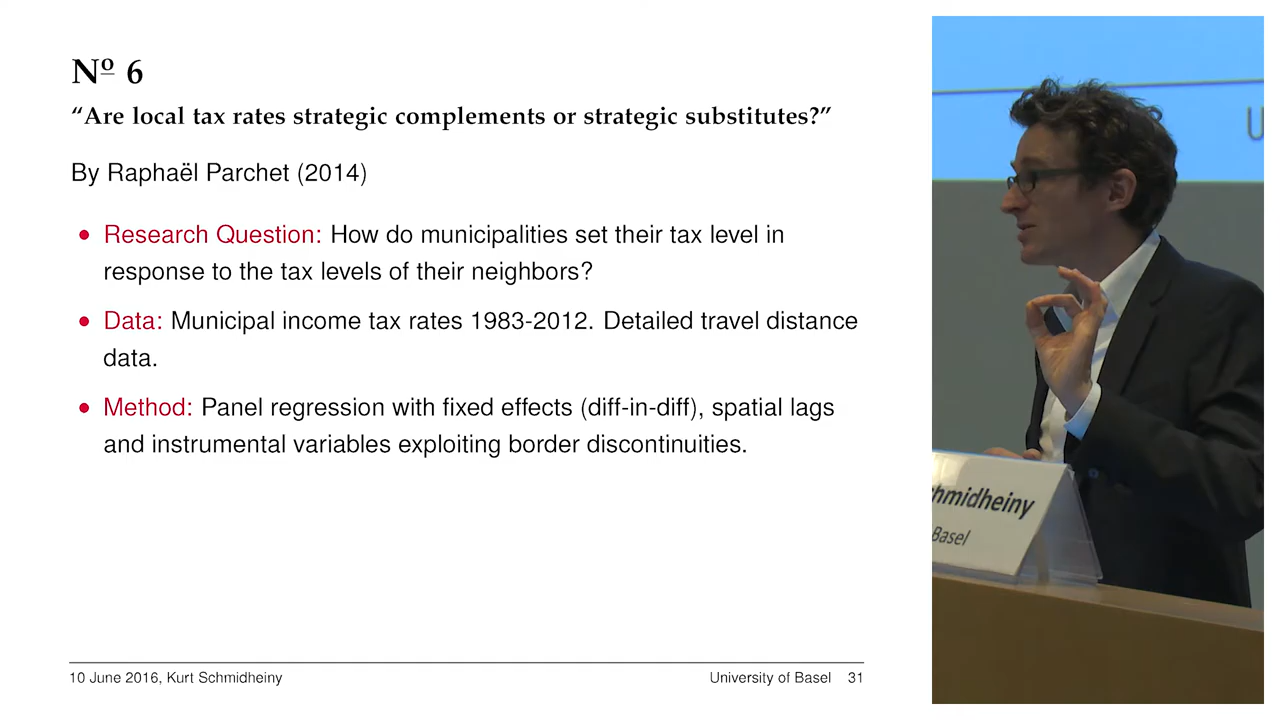 Nº 6
“Are local tax rates strategic complements or strategic substitutes?”
By Raphaël Parchet (2014)
• Research Question: How do municipalities set their tax level in
response to the tax levels of their neighbors?
• Data: Municipal income tax rates 1983-2012. Detailed travel distance
data.
• Method: Panel regression with fixed effects (diff-in-diff), spatial lags
and instrumental variables exploiting border discontinuities.
10 June 2016, Kurt Schmidheiny
University of Basel 31
U
chmidheiny
Basel